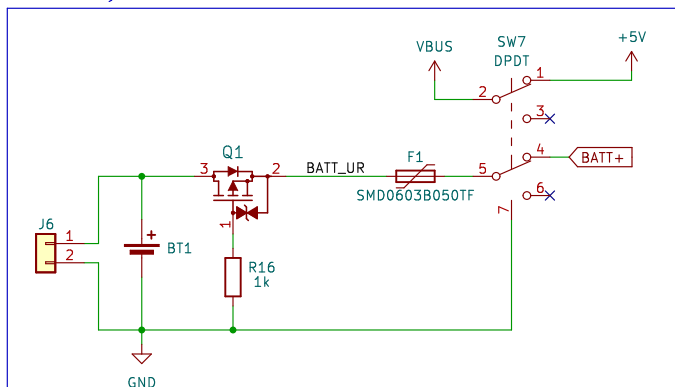 VBUS
SW7
DPDT
+5V
1
2
3
Q1
3
2
BATT_UR
F1
SMD0603B050TF
5
4
BATT+
6
7
J6
1
2
+
BT1
1
R16
1k
GND